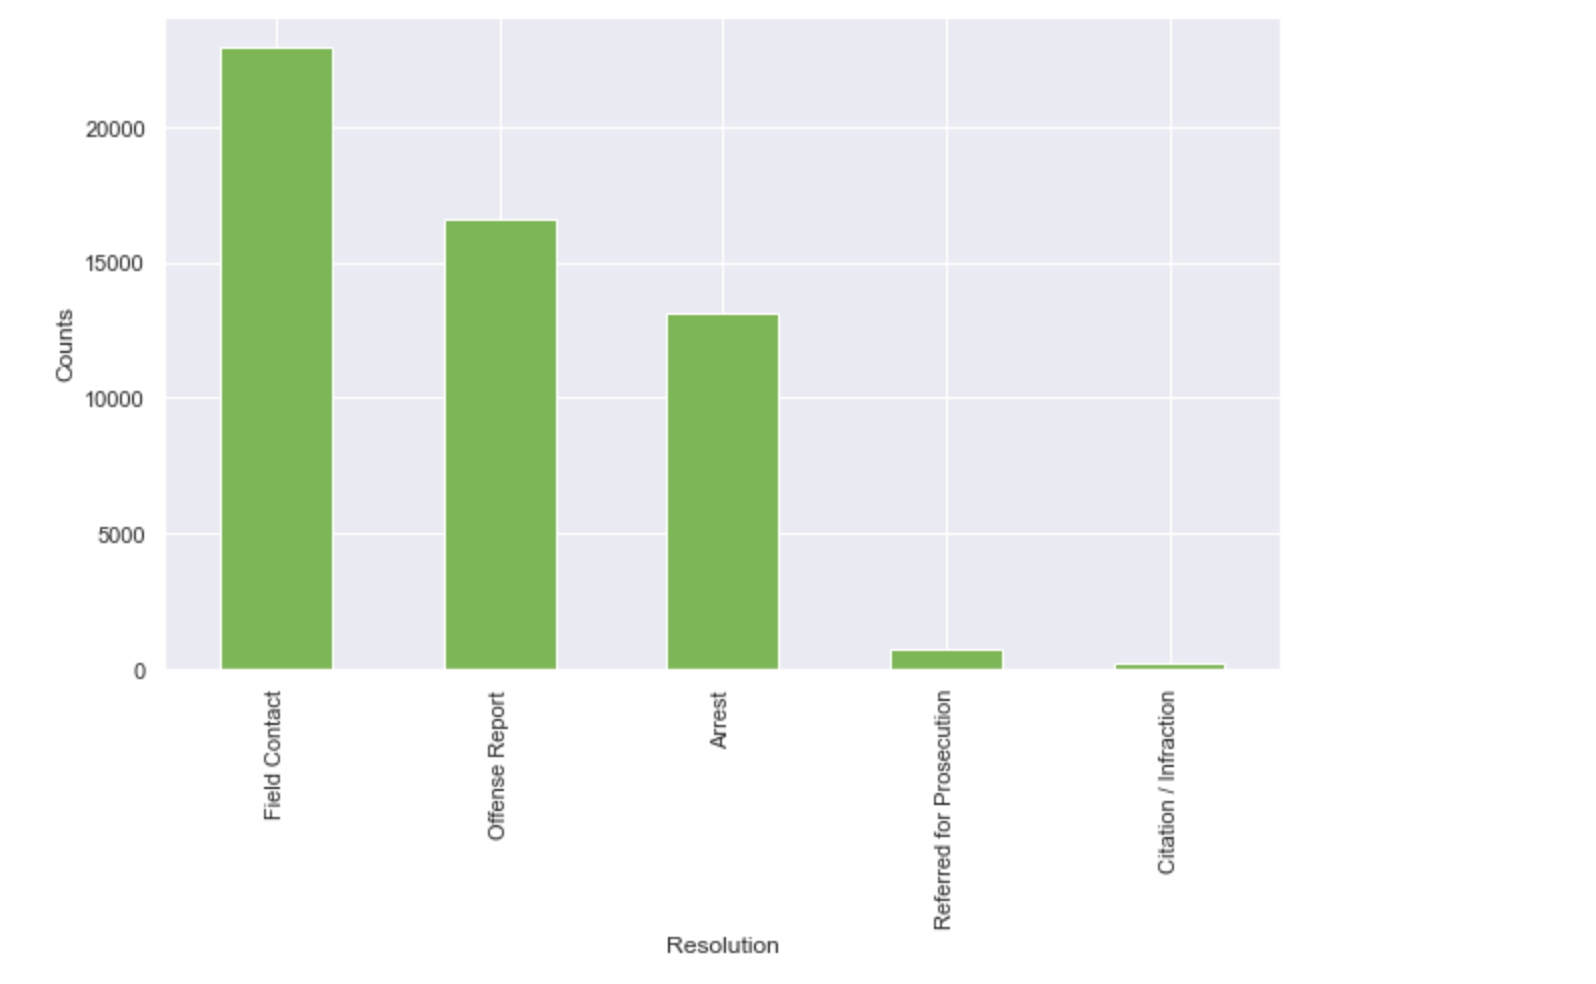 20000
15000
10000
5000
0
Counts
Field Contact
Offense Report
Arrest
Referred for Prosecution
Citation / Infraction
Resolution